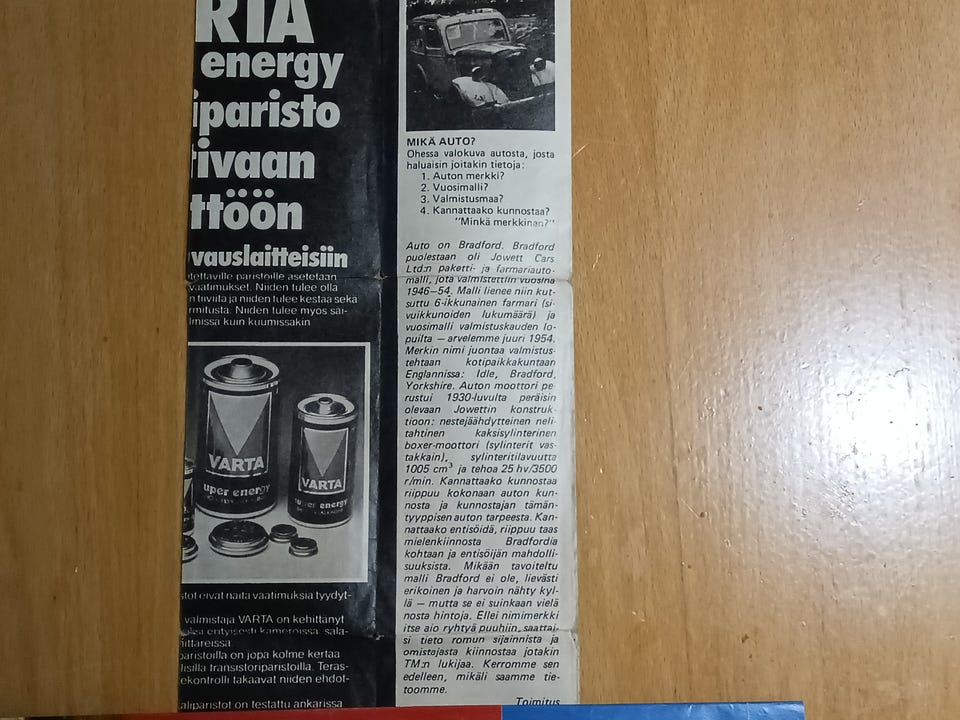 RTA
energy
iparisto
tivaan
ttöön
vauslaitteisiin
tettaville paristoille asetetaan
vaatimukset. Niiden tulee olla
n tiiviitä ja niiden tulee kestää sekä
rmitusta. Niiden tulee myös säi-
lmissä kuin kuumissakin
VARTA
super energy
VARTA
super energy
stot eivät näitä vaatimuksia tyydyt-
valmistaja VARTA on kehittänyt
erityisesti kameroissa, sala-
mittareissa.
paristoilla on jopa kolme kertaa
llisilla transistoriparistoilla. Teräs-
ekontrolli takaavat niiden ehdot-
aliparistot on testattu ankarissa
MIKÄ AUTO?
Ohessa valokuva autosta, josta
haluaisin joitakin tietoja:
1. Auton merkki?
2. Vuosimalli?
3. Valmistusmaa?
4. Kannattaako kunnostaa?
"Minkä merkkinen?"
Auto on Bradford. Bradford
puolestaan oli Jowett Cars
Ltd:n paketti- ja farmariauto-
malli, jota valmistettiin vuosina
1946—54. Malli lienee niin kut-
suttu 6-ikkunainen farmari (si-
vuikkunoiden lukumäärä) ja
vuosimalli valmistuskauden lo-
puilta — arvelemme juuri 1954.
Merkin nimi juontaa valmistus-
tehtaan kotipaikkakuntaan
Englannissa: Idle, Bradford,
Yorkshire. Auton moottori pe-
rustui 1930-luvulta peräisin
olevaan Jowettin konstruk-
tioon: nestejäähdytteinen neli-
tahtinen kaksisylinterinen
boxer-moottori (sylinterit vas-
takkain), sylinteritilavuutta
1005 cm³ ja tehoa 25 hv/3500
r/min. Kannattaako kunnostaa
riippuu kokonaan auton kun-
nosta ja kunnostajan tämän-
tyyppisen auton tarpeesta. Kan-
nattaako entisöidä, riippuu taas
mielenkiinnosta Bradfordia
kohtaan ja entisöijän mahdolli-
suuksista. Mikään tavoiteltu
malli Bradford ei ole, lievästi
erikoinen ja harvoin nähty kyl-
lä — mutta se ei suinkaan vielä
nosta hintoja. Ellei nimimerkki
itse aio ryhtyä puuhiin, saattai-
si tieto romun sijainnista ja
omistajasta kiinnostaa jotakin
TM:n lukijaa. Kerromme sen
edelleen, mikäli saamme tie-
toomme.
Toimitus